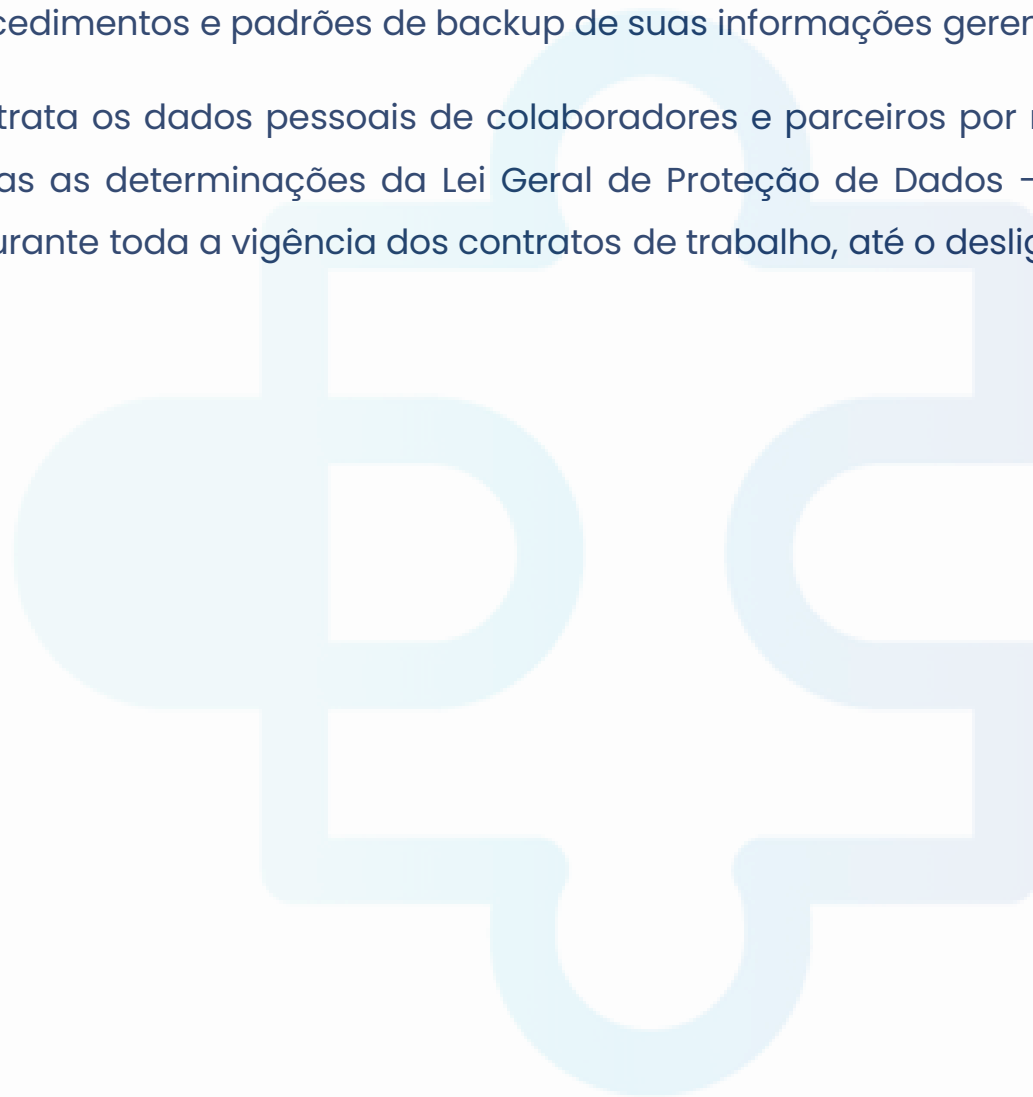 cedimentos e padrões de backup de suas informações geren
trata os dados pessoais de colaboradores e parceiros por
as as determinações da Lei Geral de Proteção de Dados -
urante toda a vigência dos contratos de trabalho, até o deslig